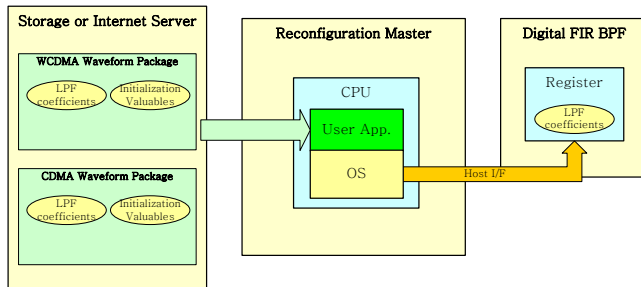 Storage or Internet Server
WCDMA Waveform Package
LPF
coefficients
Initialization
Valuables
CDMA Waveform Package
LPF
coefficients
Initialization
Valuables
Reconfiguration Master
CPU
User App.
OS
Host I/F
Digital FIR BPF
Register
LPF
coefficients